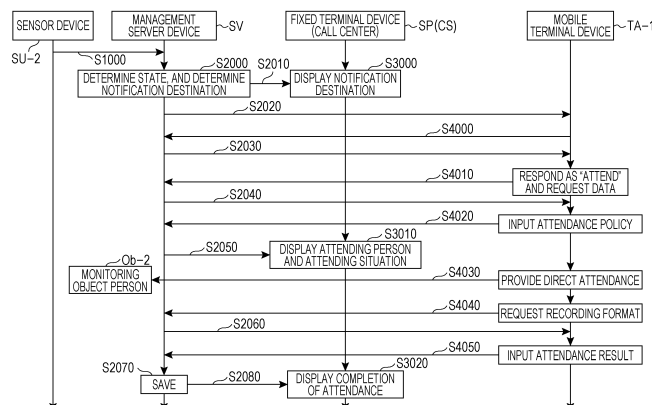 SENSOR DEVICE
SU-2
MANAGEMENT
SERVER DEVICE
SV
FIXED TERMINAL DEVICE
(CALL CENTER)
SP(CS)
MOBILE
TERMINAL DEVICE
TA-1
S1000
S2000
DETERMINE STATE, AND DETERMINE
NOTIFICATION DESTINATION
S2010
S3000
DISPLAY NOTIFICATION
DESTINATION
S2020
S4000
S2030
S4010
RESPOND AS "ATTEND"
AND REQUEST DATA
S2040
S4020
INPUT ATTENDANCE POLICY
S3010
S2050
DISPLAY ATTENDING PERSON
AND ATTENDING SITUATION
Ob-2
MONITORING
OBJECT PERSON
S4030
PROVIDE DIRECT ATTENDANCE
S4040
REQUEST RECORDING FORMAT
S2060
S4050
INPUT ATTENDANCE RESULT
S2070
SAVE
S2080
S3020
DISPLAY COMPLETION
OF ATTENDANCE